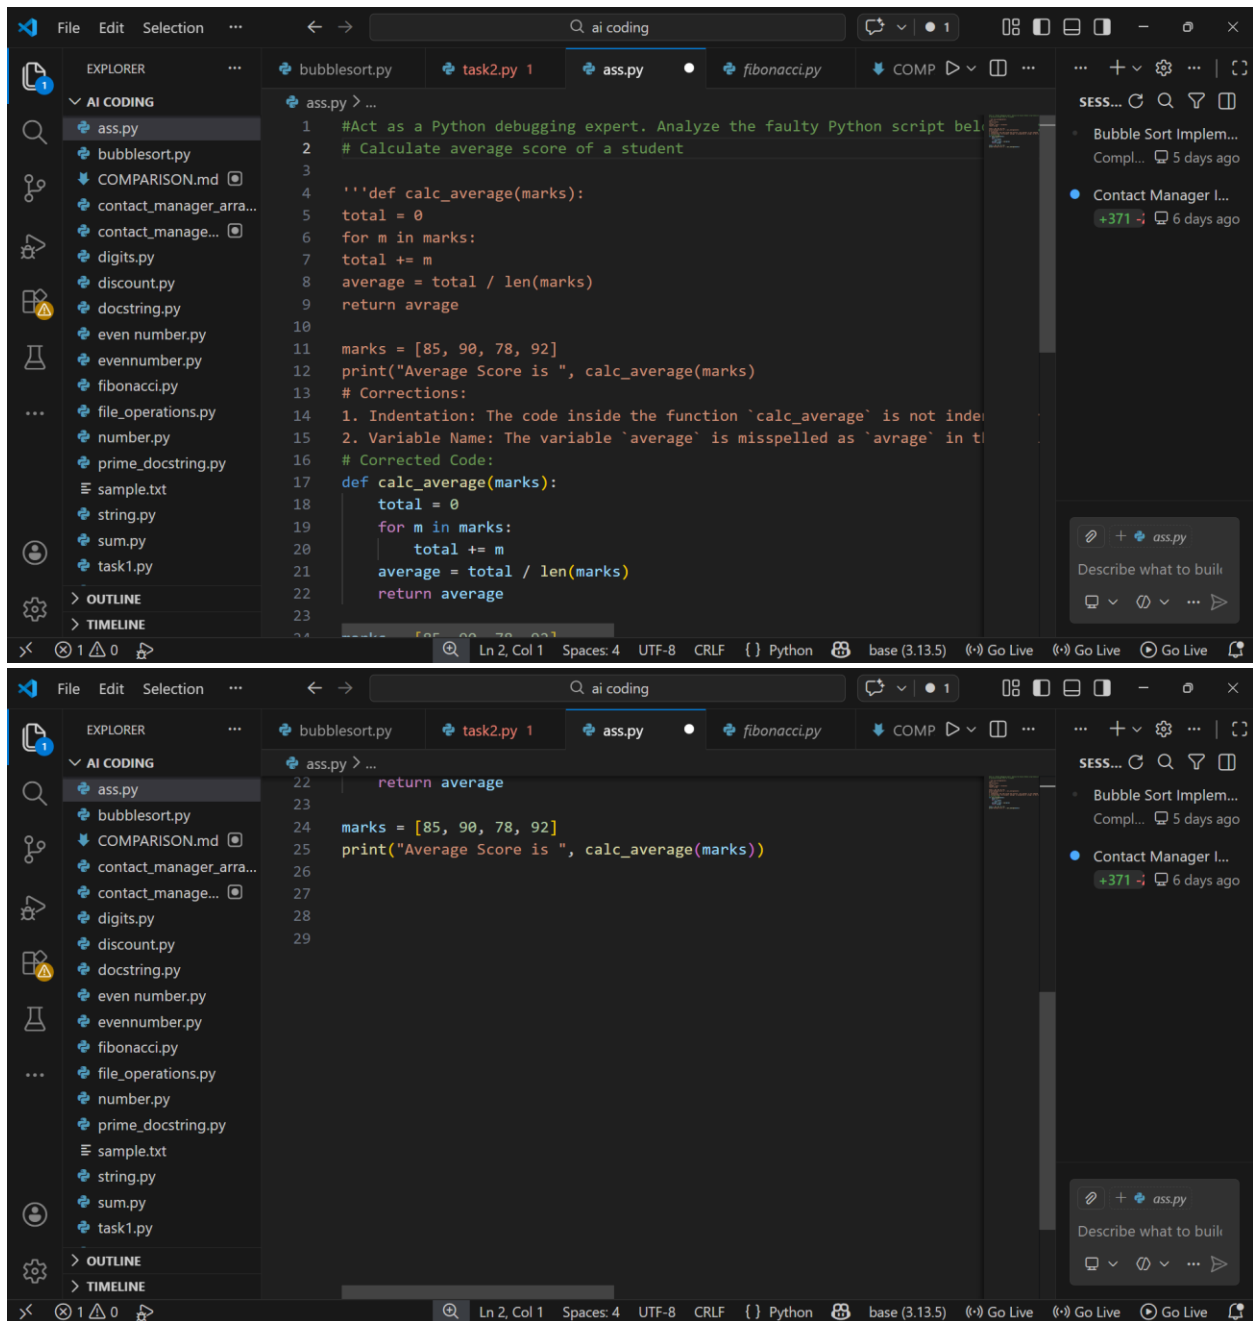 File Edit Selection ··· ai coding 1
EXPLORER ···
bubblesort.py task2.py 1 ass.py fibonacci.py COMP
AI CODING
ass.py > ...
SESS...
ass.py
bubblesort.py
COMPARISON.md
contact_manager_arra...
contact_manage...
digits.py
discount.py
docstring.py
even number.py
evennumber.py
fibonacci.py
file_operations.py
number.py
prime_docstring.py
sample.txt
string.py
sum.py
task1.py
OUTLINE
TIMELINE
1 #Act as a Python debugging expert. Analyze the faulty Python script bel
2 # Calculate average score of a student
3
4 '''def calc_average(marks):
5 total = 0
6 for m in marks:
7 total += m
8 average = total / len(marks)
9 return avrage
10
11 marks = [85, 90, 78, 92]
12 print("Average Score is ", calc_average(marks)
13 # Corrections:
14 1. Indentation: The code inside the function `calc_average` is not inde
15 2. Variable Name: The variable `average` is misspelled as `avrage` in t
16 # Corrected Code:
17 def calc_average(marks):
18 total = 0
19 for m in marks:
20 total += m
21 average = total / len(marks)
22 return average
23
24 marks = [85, 90, 78, 92]
Bubble Sort Implem...
Compl... 5 days ago
Contact Manager I...
+371 - 6 days ago
ass.py
Describe what to buil
1 0 Ln 2, Col 1 Spaces: 4 UTF-8 CRLF { } Python base (3.13.5) Go Live Go Live Go Live
File Edit Selection ··· ai coding 1
EXPLORER ···
bubblesort.py task2.py 1 ass.py fibonacci.py COMP
AI CODING
ass.py > ...
SESS...
ass.py
bubblesort.py
COMPARISON.md
contact_manager_arra...
contact_manage...
digits.py
discount.py
docstring.py
even number.py
evennumber.py
fibonacci.py
file_operations.py
number.py
prime_docstring.py
sample.txt
string.py
sum.py
task1.py
OUTLINE
TIMELINE
22 return average
23
24 marks = [85, 90, 78, 92]
25 print("Average Score is ", calc_average(marks))
26
27
28
29
Bubble Sort Implem...
Compl... 5 days ago
Contact Manager I...
+371 - 6 days ago
ass.py
Describe what to buil
1 0 Ln 2, Col 1 Spaces: 4 UTF-8 CRLF { } Python base (3.13.5) Go Live Go Live Go Live